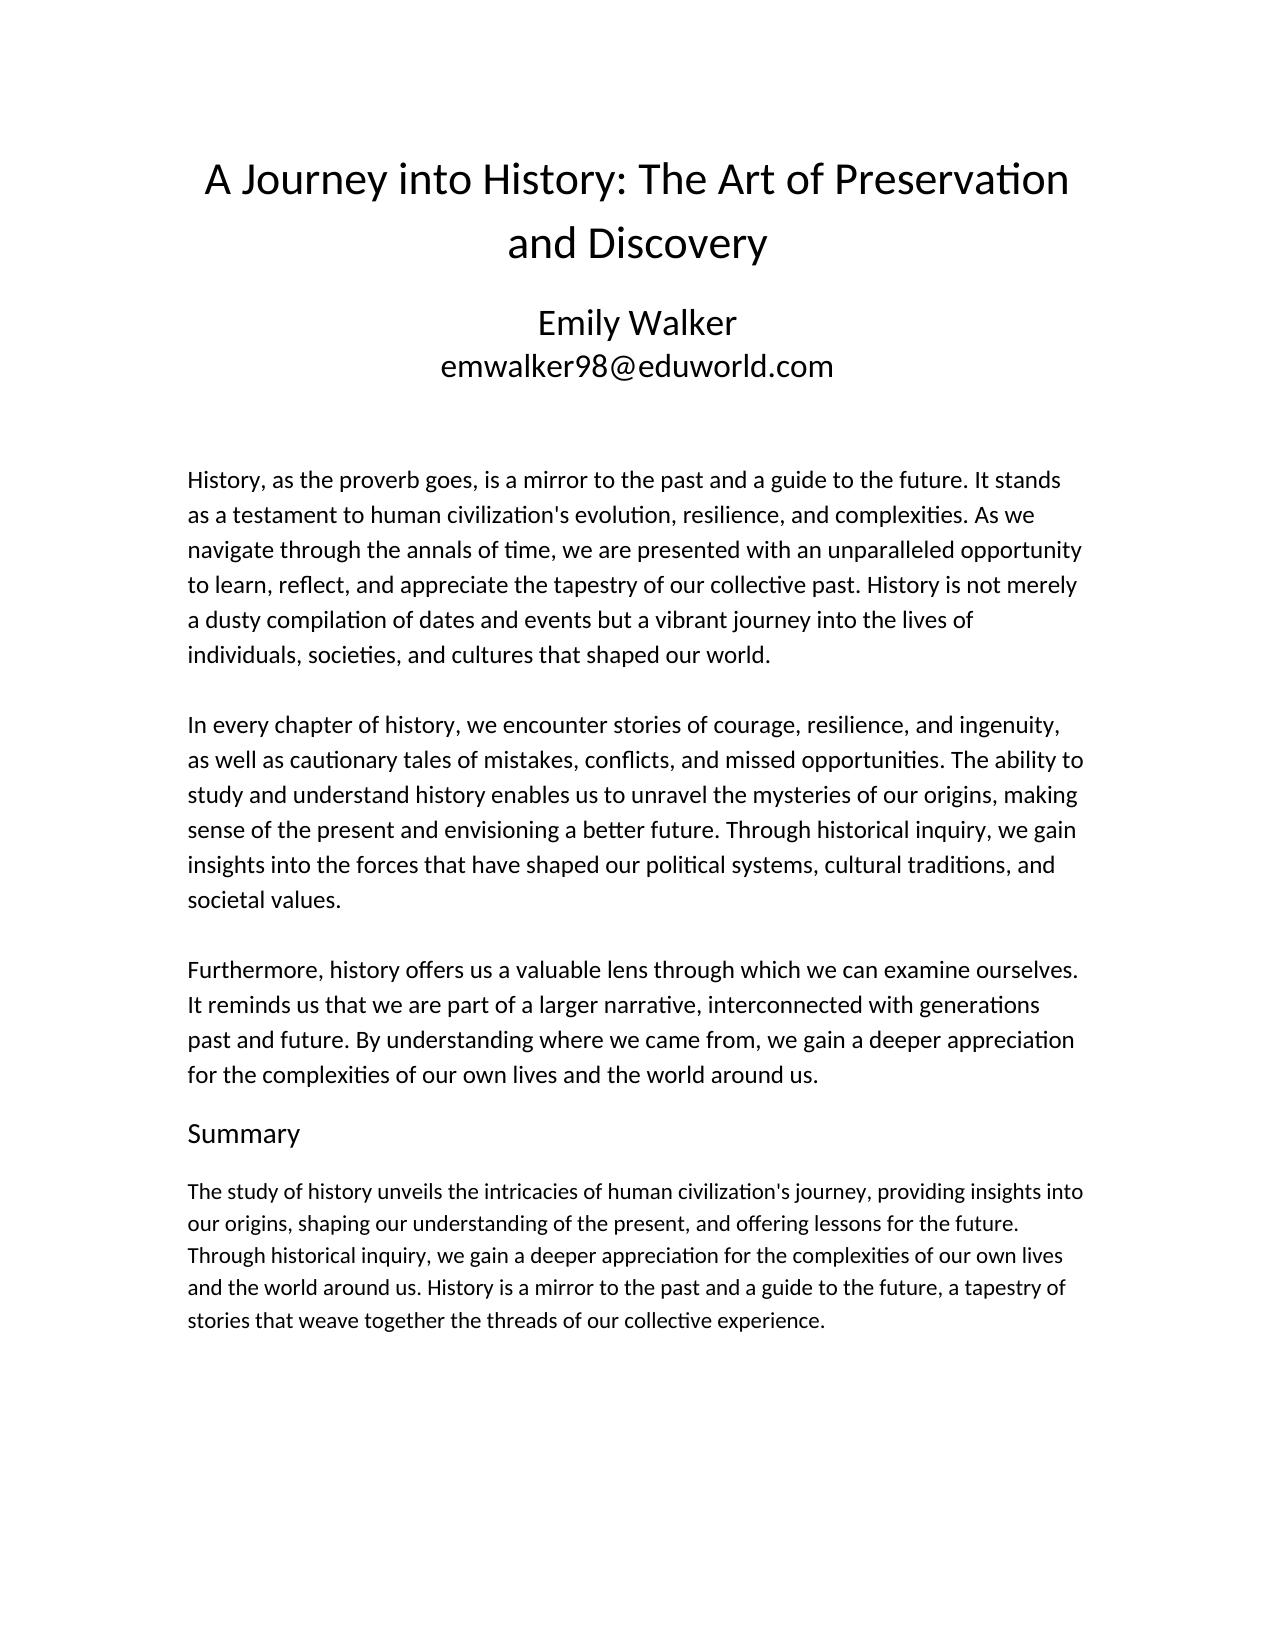 A Journey into History: The Art of Preservation
and Discovery
Emily Walker
emwalker98@eduworld.com
History, as the proverb goes, is a mirror to the past and a guide to the future. It stands
as a testament to human civilization's evolution, resilience, and complexities. As we
navigate through the annals of time, we are presented with an unparalleled opportunity
to learn, reflect, and appreciate the tapestry of our collective past. History is not merely
a dusty compilation of dates and events but a vibrant journey into the lives of
individuals, societies, and cultures that shaped our world.
In every chapter of history, we encounter stories of courage, resilience, and ingenuity,
as well as cautionary tales of mistakes, conflicts, and missed opportunities. The ability to
study and understand history enables us to unravel the mysteries of our origins, making
sense of the present and envisioning a better future. Through historical inquiry, we gain
insights into the forces that have shaped our political systems, cultural traditions, and
societal values.
Furthermore, history offers us a valuable lens through which we can examine ourselves.
It reminds us that we are part of a larger narrative, interconnected with generations
past and future. By understanding where we came from, we gain a deeper appreciation
for the complexities of our own lives and the world around us.
Summary
The study of history unveils the intricacies of human civilization's journey, providing insights into
our origins, shaping our understanding of the present, and offering lessons for the future.
Through historical inquiry, we gain a deeper appreciation for the complexities of our own lives
and the world around us. History is a mirror to the past and a guide to the future, a tapestry of
stories that weave together the threads of our collective experience.